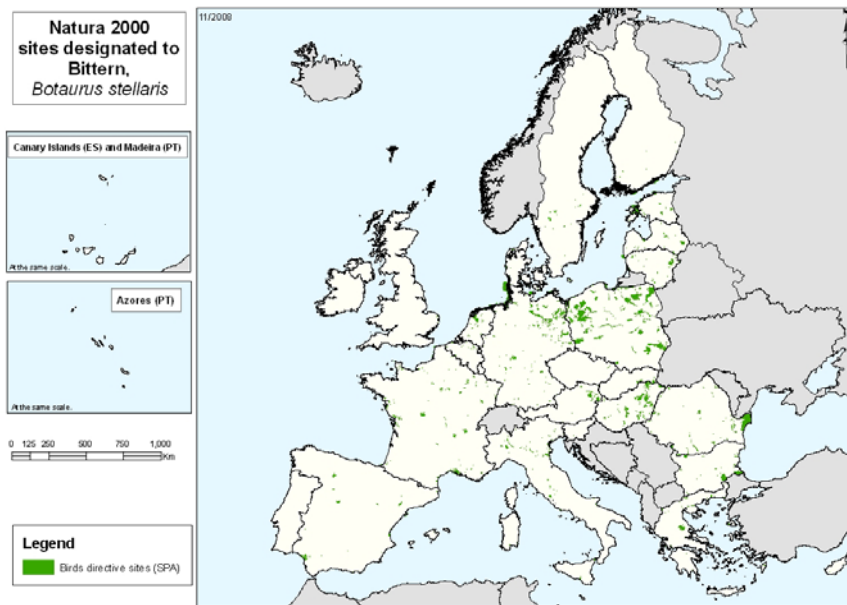 Natura 2000
sites designated to
Bittern,
Botaurus stellaris
11/2008
Canary Islands (ES) and Madeira (PT)
At the same scale.
Azores (PT)
At the same scale.
0 125 250 500 750 1,000
Km
Legend
Birds directive sites (SPA)